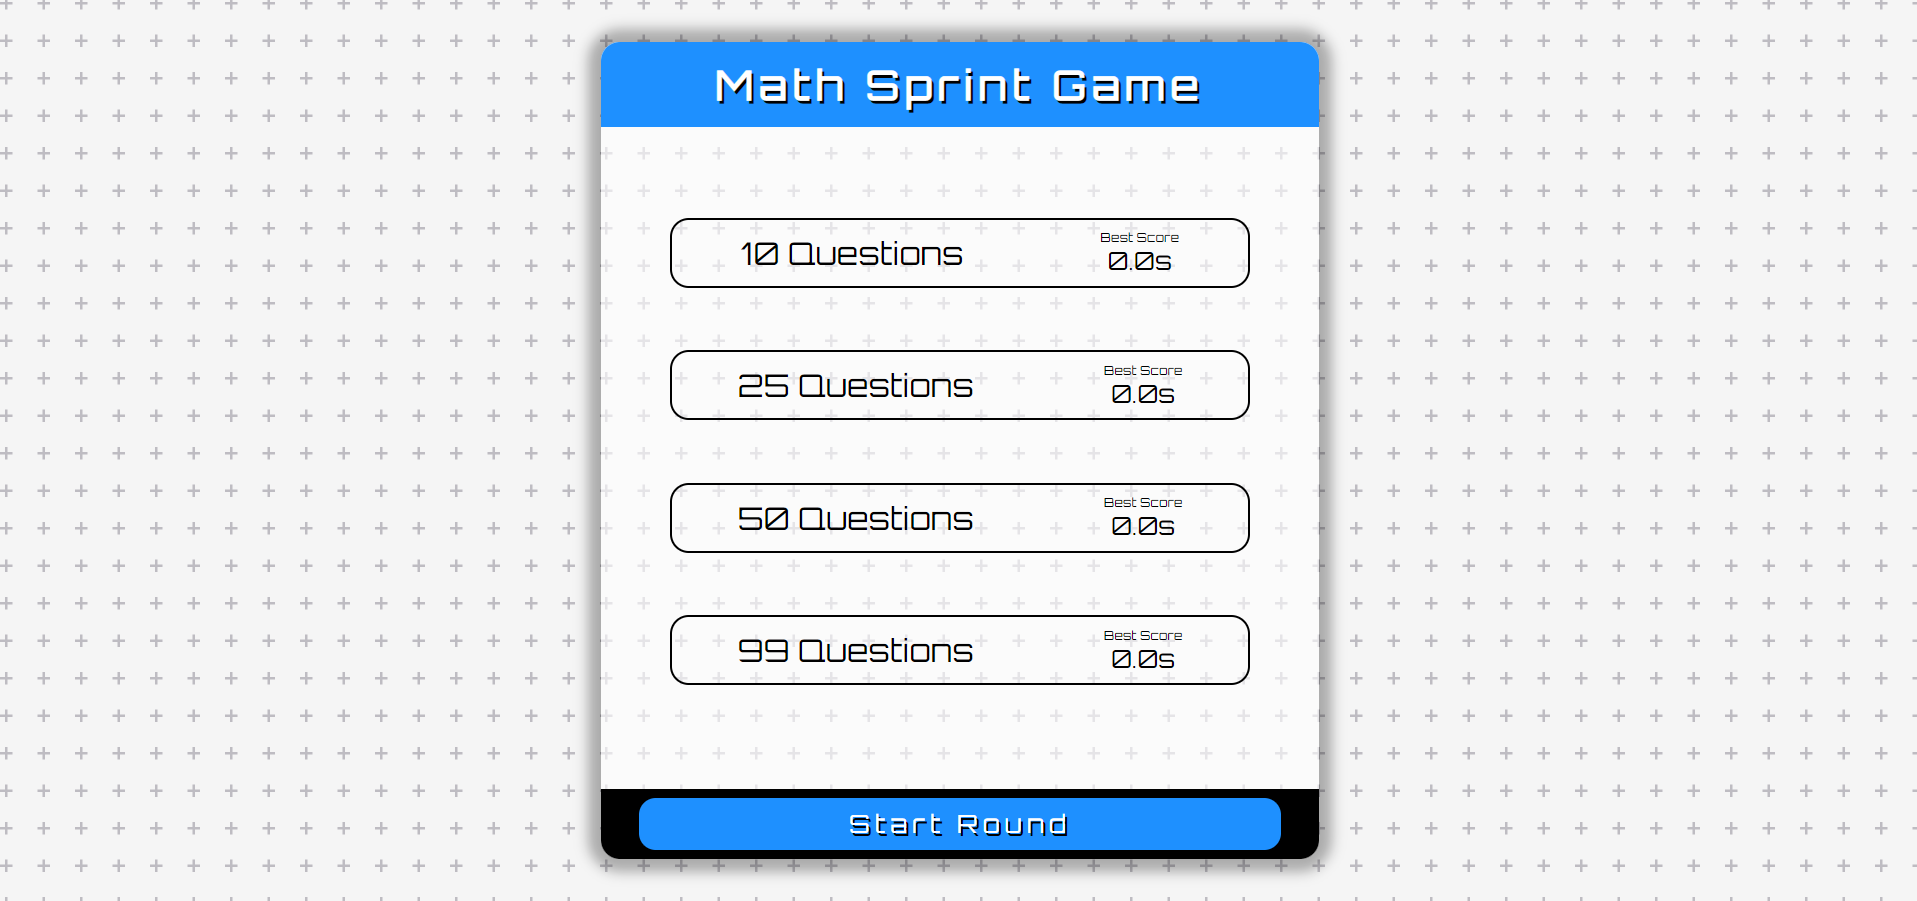 Math Sprint Game
10 Questions
Best Score
0.0s
25 Questions
Best Score
0.0s
50 Questions
Best Score
0.0s
99 Questions
Best Score
0.0s
Start Round